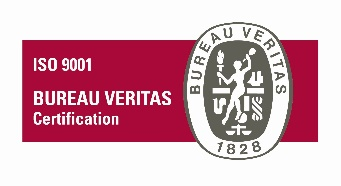 ISO 9001
BUREAU VERITAS
Certification
BUREAU VERITAS
1828